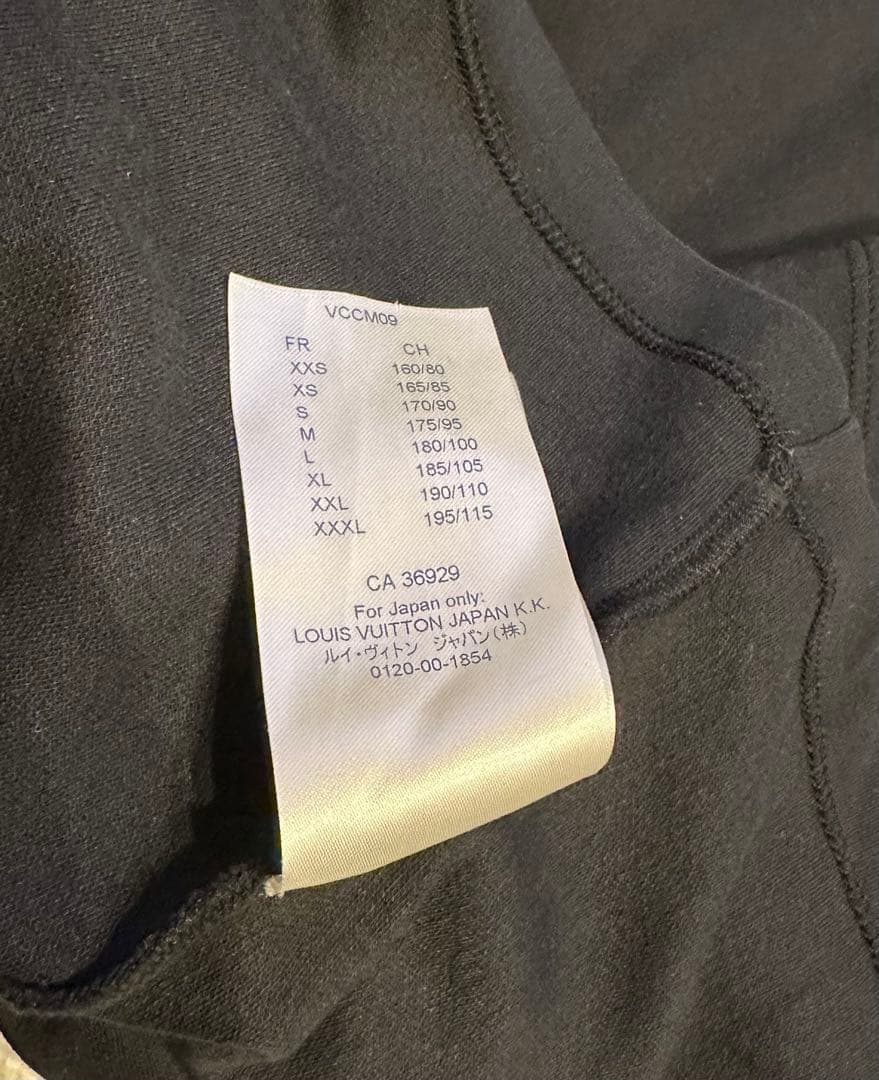 VCCM09
FR CH
XXS 160/80
XS 165/85
S 170/90
M 175/95
L 180/100
XL 185/105
XXL 190/110
XXXL 195/115
CA 36929
For Japan only:
LOUIS VUITTON JAPAN K.K.
ルイ・ヴィトン ジャパン(株)
0120-00-1854